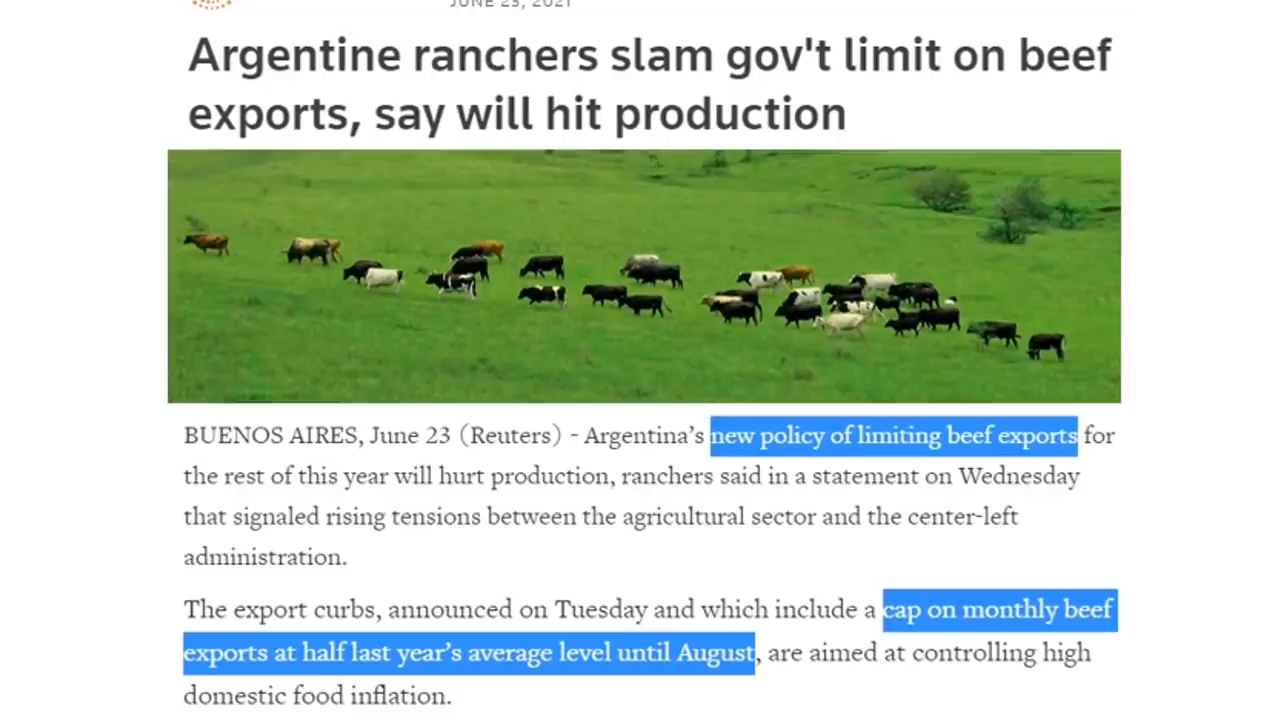 JUNE 23, 2021
Argentine ranchers slam gov't limit on beef
exports, say will hit production
BUENOS AIRES, June 23 (Reuters) - Argentina’s new policy of limiting beef exports for
the rest of this year will hurt production, ranchers said in a statement on Wednesday
that signaled rising tensions between the agricultural sector and the center-left
administration.
The export curbs, announced on Tuesday and which include a cap on monthly beef
exports at half last year’s average level until August, are aimed at controlling high
domestic food inflation.